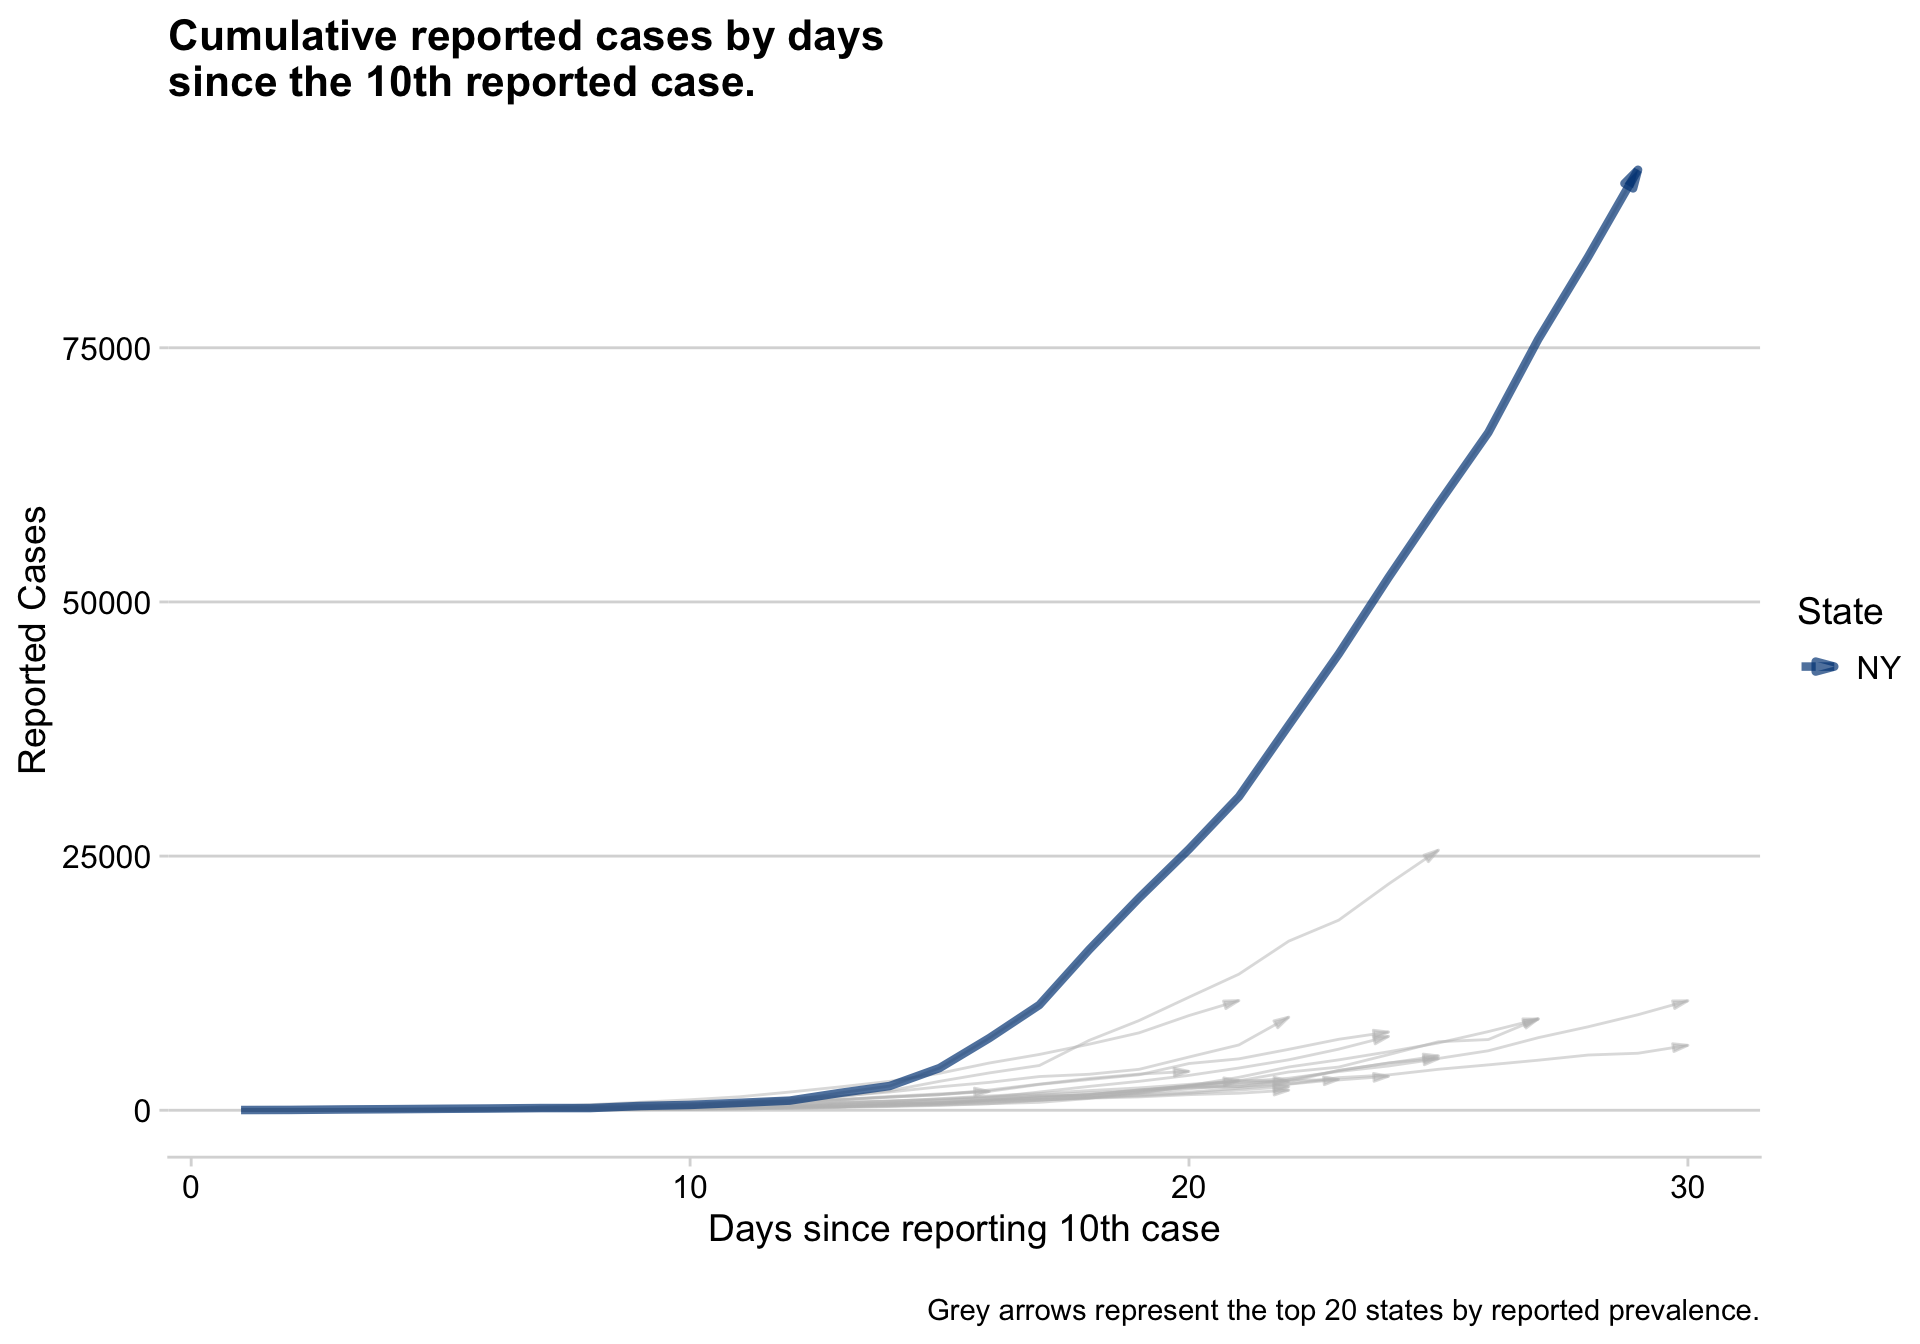 Cumulative reported cases by days
since the 10th reported case.
75000
50000
25000
0
Reported Cases
0 10 20 30
Days since reporting 10th case
State
NY
Grey arrows represent the top 20 states by reported prevalence.